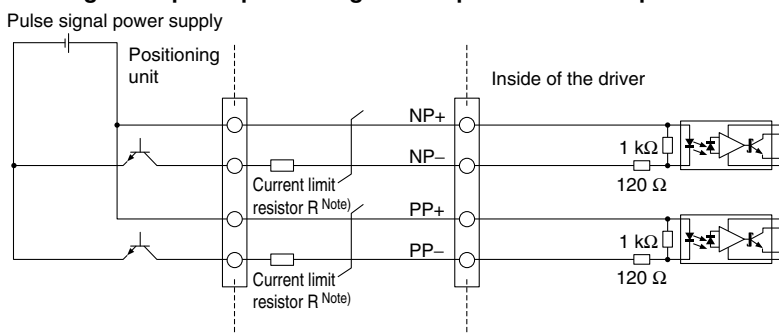 Pulse signal power supply
Positioning
unit
Inside of the driver
NP+
1 kΩ
NP−
120 Ω
Current limit
resistor R Note)
PP+
1 kΩ
PP−
120 Ω
Current limit
resistor R Note)